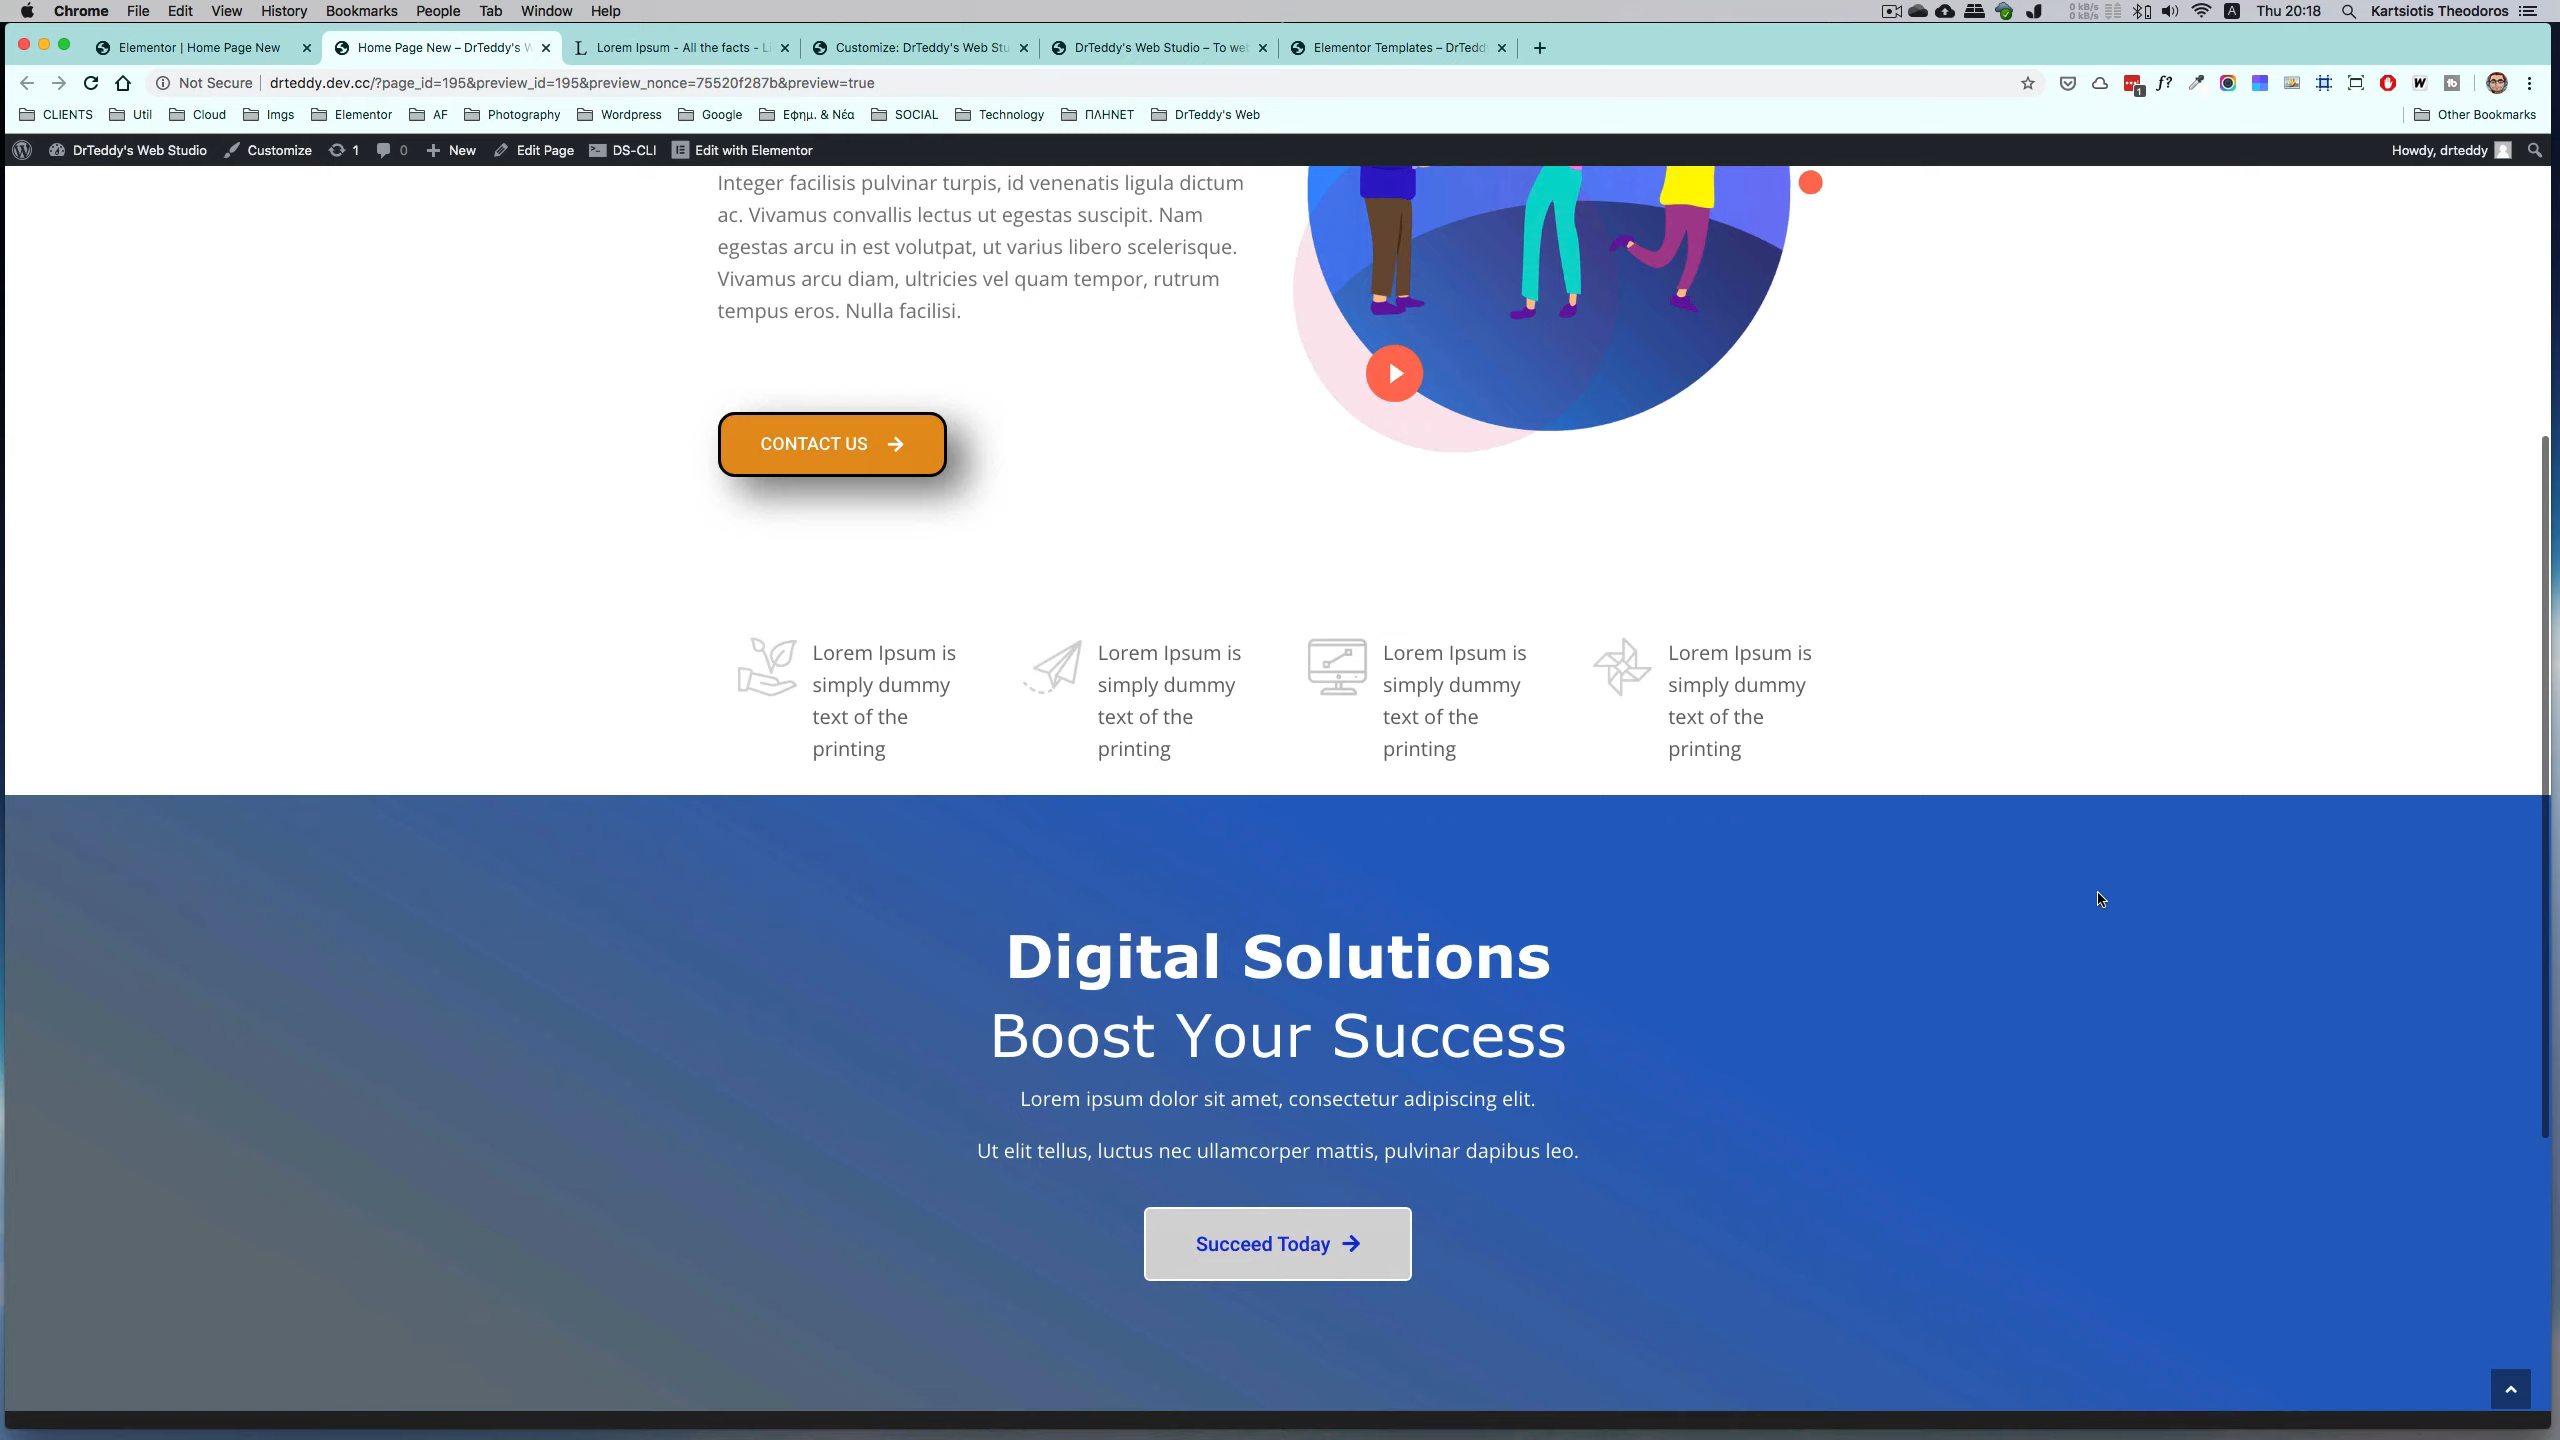 Chrome File Edit View History Bookmarks People Tab Window Help
0 kB/s
0 kB/s
A Thu 20:18 Kartsiotis Theodoros
Elementor | Home Page New
Home Page New – DrTeddy's W
Lorem Ipsum - All the facts - Li
Customize: DrTeddy's Web Stu
DrTeddy's Web Studio – To we
Elementor Templates – DrTedd
Not Secure drteddy.dev.cc/?page_id=195&preview_id=195&preview_nonce=75520f287b&preview=true
CLIENTS Util Cloud Imgs Elementor AF Photography Wordpress Google Εφημ. & Νέα SOCIAL Technology ΠΛΗΝΕΤ DrTeddy's Web Other Bookmarks
DrTeddy's Web Studio Customize 1 0 New Edit Page DS-CLI Edit with Elementor Howdy, drteddy
Integer facilisis pulvinar turpis, id venenatis ligula dictum
ac. Vivamus convallis lectus ut egestas suscipit. Nam
egestas arcu in est volutpat, ut varius libero scelerisque.
Vivamus arcu diam, ultricies vel quam tempor, rutrum
tempus eros. Nulla facilisi.
CONTACT US
Lorem Ipsum is
simply dummy
text of the
printing
Lorem Ipsum is
simply dummy
text of the
printing
Lorem Ipsum is
simply dummy
text of the
printing
Lorem Ipsum is
simply dummy
text of the
printing
Digital Solutions
Boost Your Success
Lorem ipsum dolor sit amet, consectetur adipiscing elit.
Ut elit tellus, luctus nec ullamcorper mattis, pulvinar dapibus leo.
Succeed Today